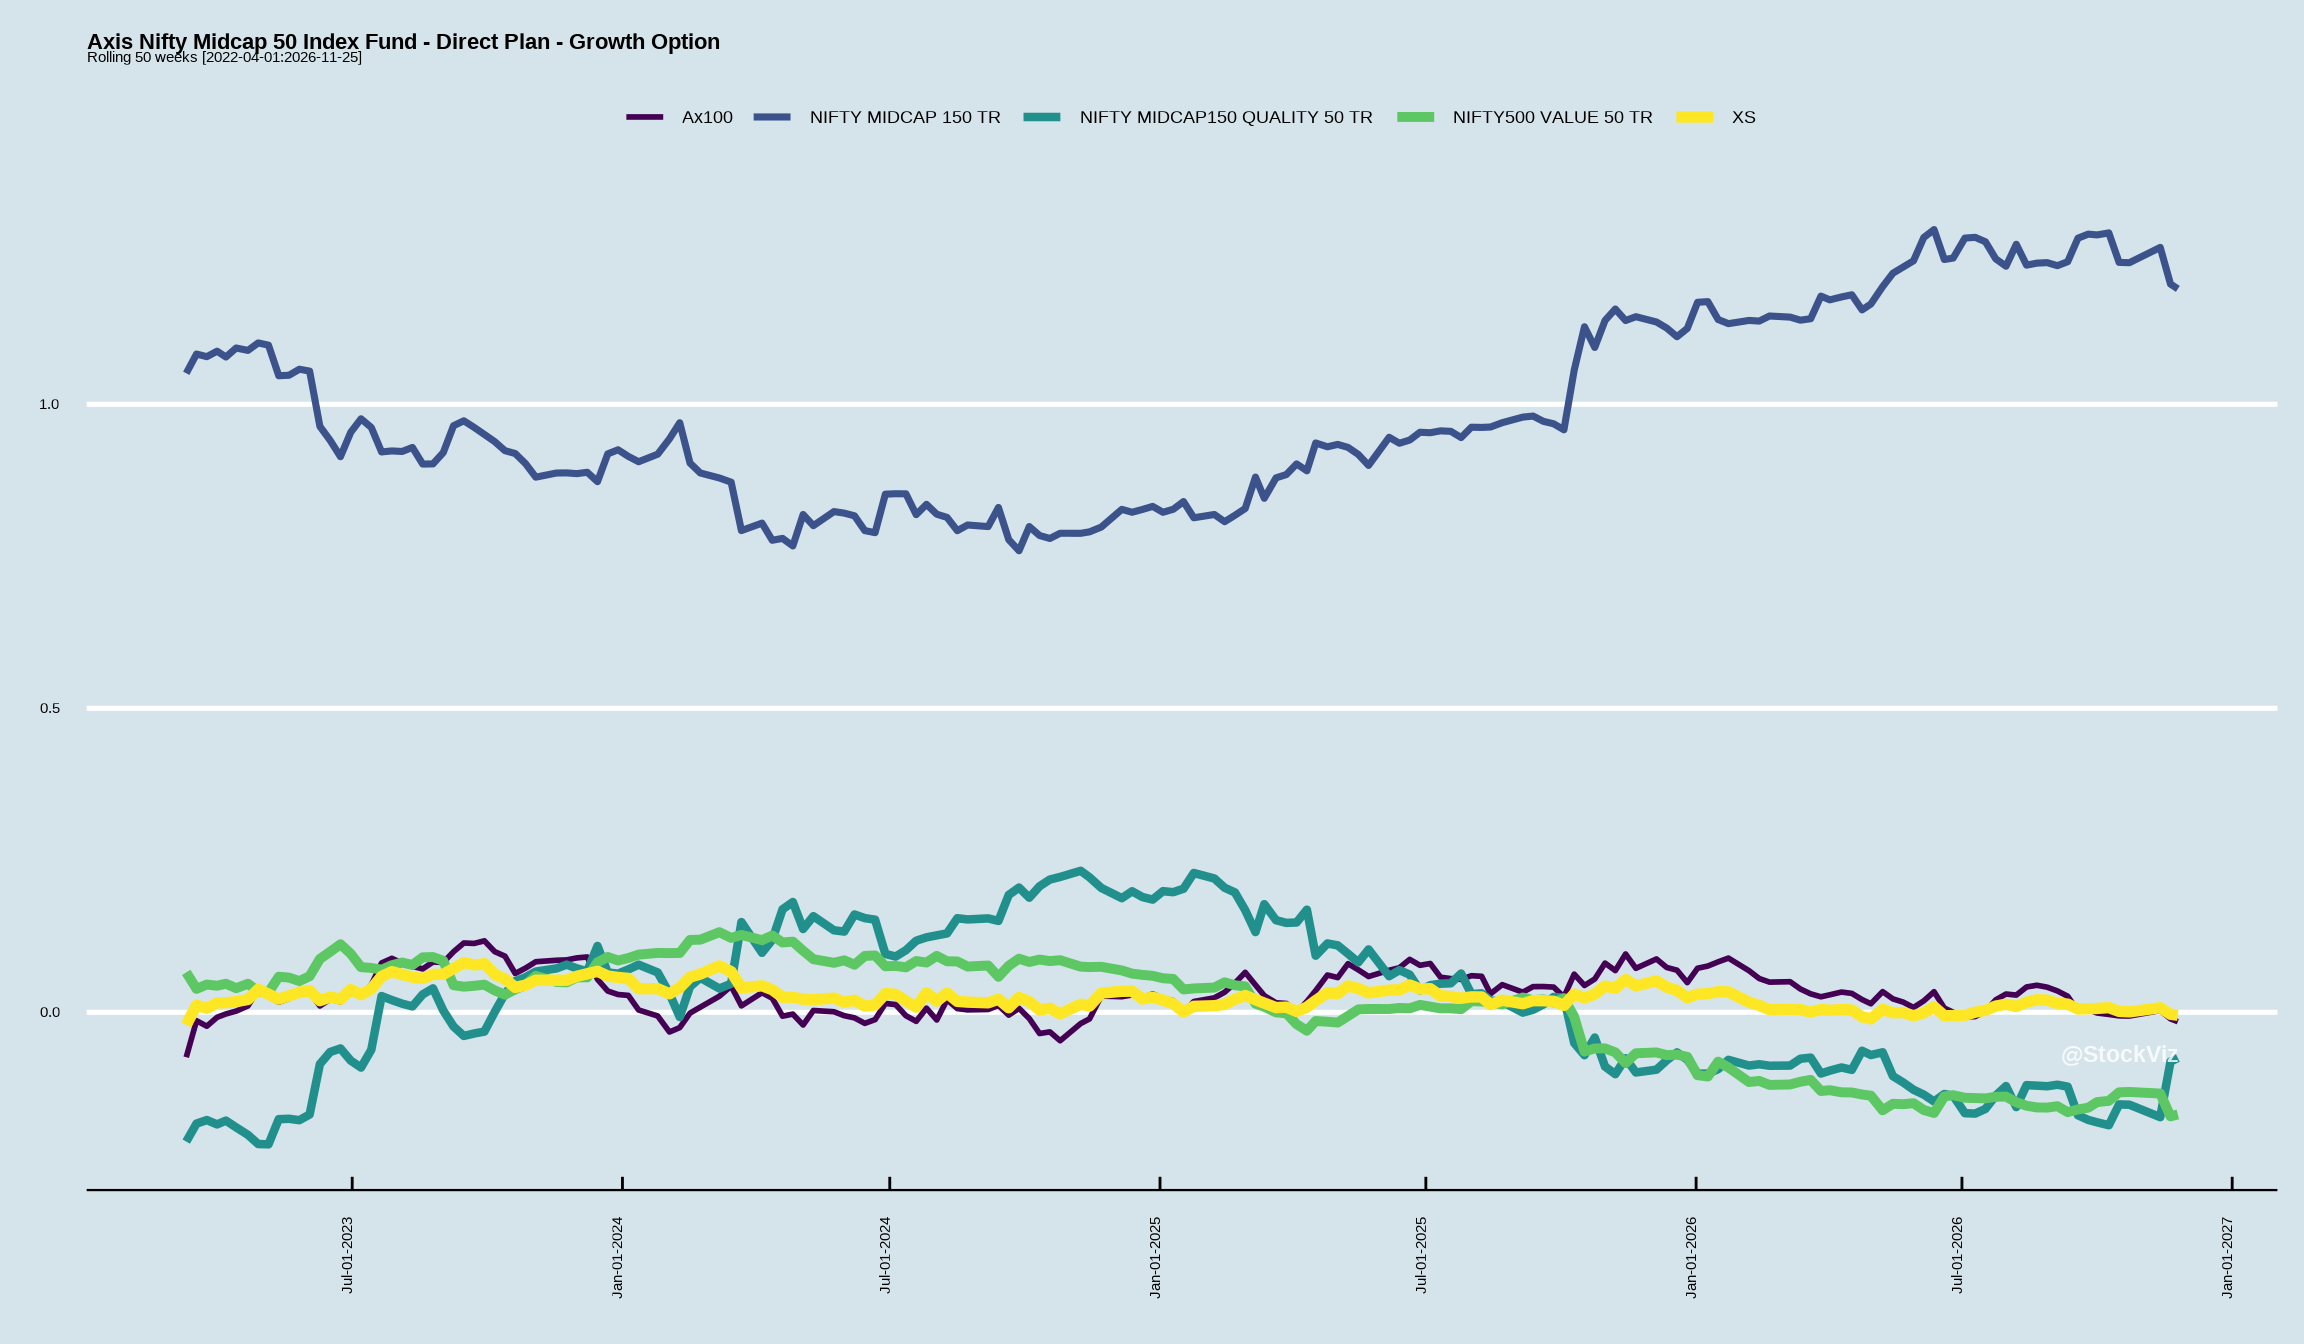 Axis Nifty Midcap 50 Index Fund - Direct Plan - Growth Option
Rolling 50 weeks [2022-04-01:2026-11-25]
Ax100 NIFTY MIDCAP 150 TR NIFTY MIDCAP150 QUALITY 50 TR NIFTY500 VALUE 50 TR XS
1.0
0.5
0.0
@StockViz
Jul-01-2023 Jan-01-2024 Jul-01-2024 Jan-01-2025 Jul-01-2025 Jan-01-2026 Jul-01-2026 Jan-01-2027